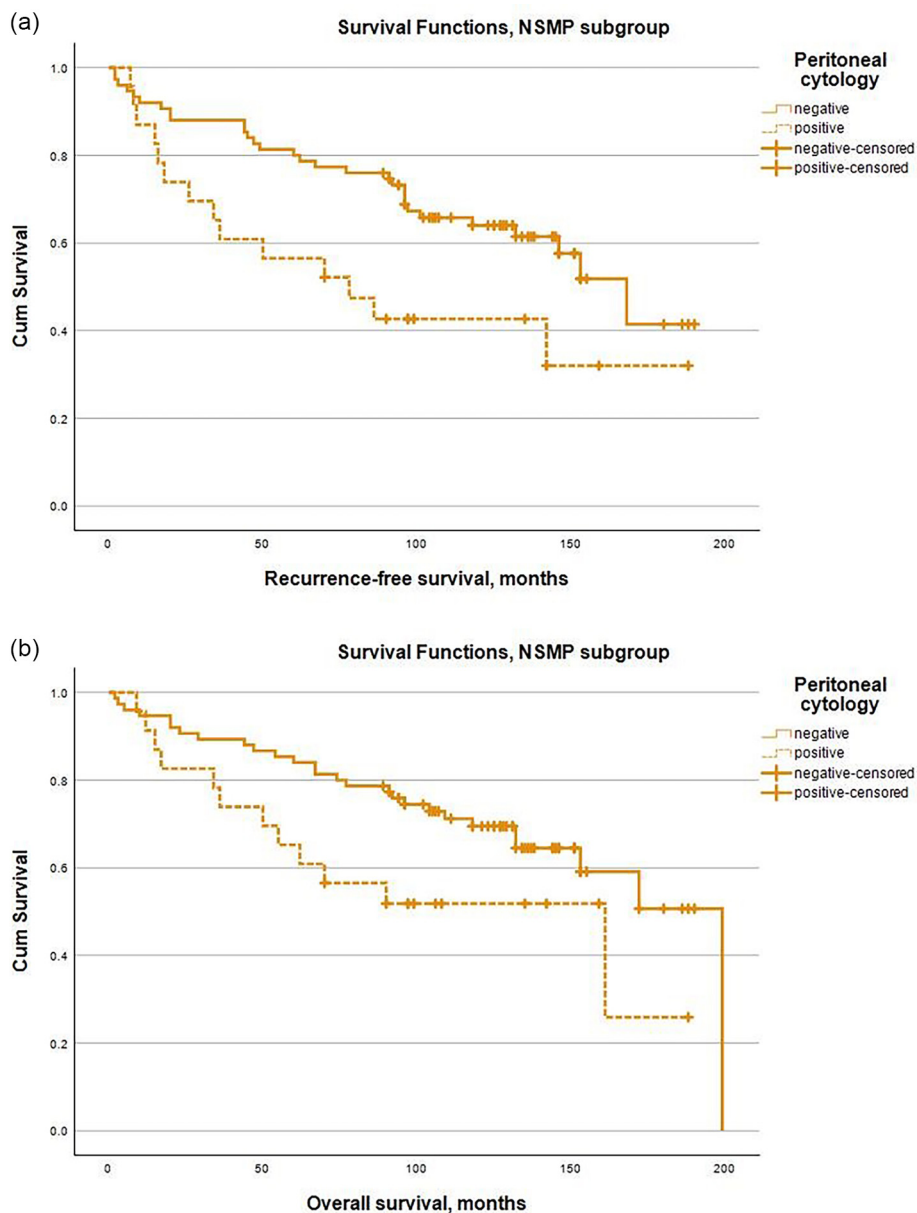 (a)
Survival Functions, NSMP subgroup
Peritoneal
cytology
negative
positive
negative-censored
positive-censored
Cum Survival
1.0
0.8
0.6
0.4
0.2
0.0
0 50 100 150 200
Recurrence-free survival, months
(b)
Survival Functions, NSMP subgroup
Peritoneal
cytology
negative
positive
negative-censored
positive-censored
Cum Survival
1.0
0.8
0.6
0.4
0.2
0.0
0 50 100 150 200
Overall survival, months